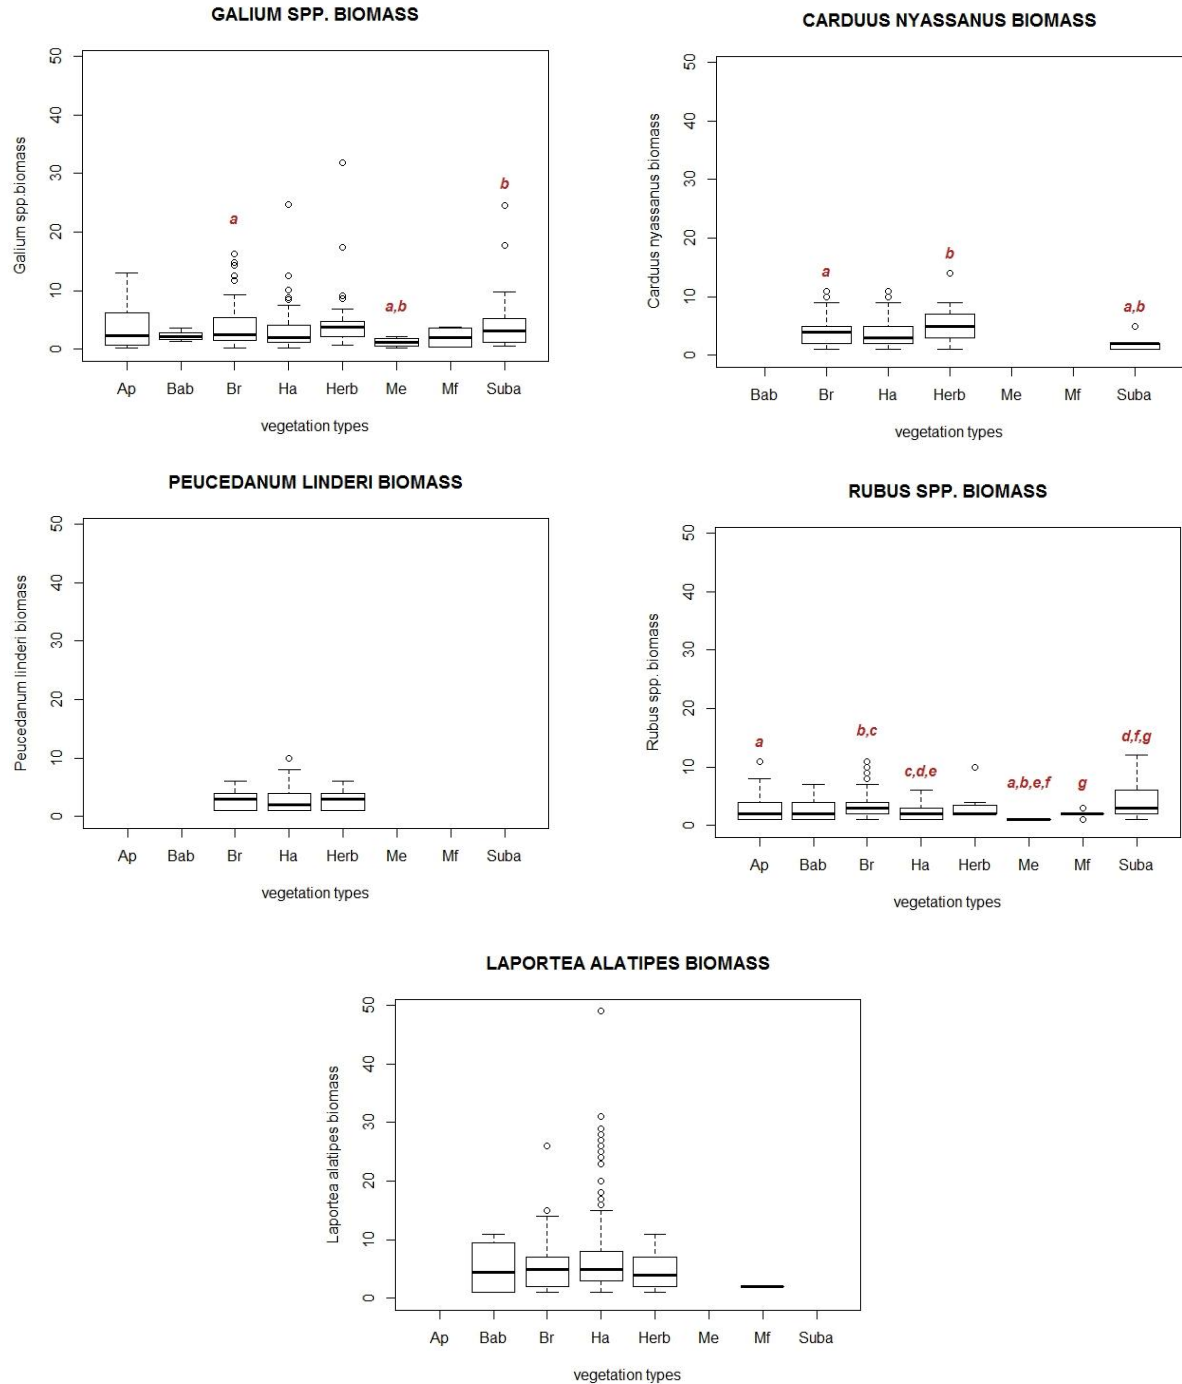 GALIUM SPP. BIOMASS
50
40
30
20
10
0
Galium spp.biomass
a
a,b
b
Ap Bab Br Ha Herb Me Mf Suba
vegetation types
CARDUUS NYASSANUS BIOMASS
50
40
30
20
10
0
Carduus nyassanus biomass
a
b
a,b
Bab Br Ha Herb Me Mf Suba
vegetation types
PEUCEDANUM LINDERI BIOMASS
50
40
30
20
10
0
Peucedanum linderi biomass
Ap Bab Br Ha Herb Me Mf Suba
vegetation types
RUBUS SPP. BIOMASS
50
40
30
20
10
0
Rubus spp. biomass
a
b,c
c,d,e
a,b,e,f
g
d,f,g
Ap Bab Br Ha Herb Me Mf Suba
vegetation types
LAPORTEA ALATIPES BIOMASS
50
40
30
20
10
0
Laportea alatipes biomass
Ap Bab Br Ha Herb Me Mf Suba
vegetation types